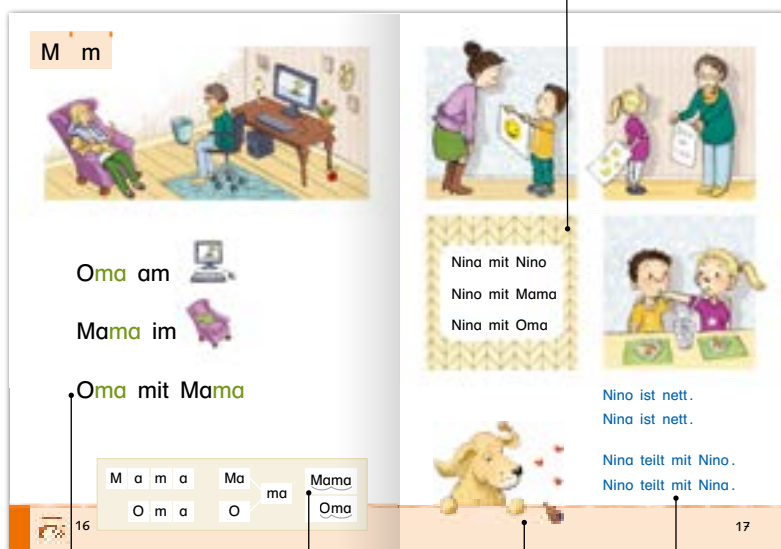 M m
Oma am
Mama im
Oma mit Mama
M a m a
O m a
Ma
O
ma
Mama
Oma
16
Nina mit Nino
Nino mit Mama
Nina mit Oma
Nino ist nett.
Nina ist nett.
Nina teilt mit Nino.
Nino teilt mit Nina.
17